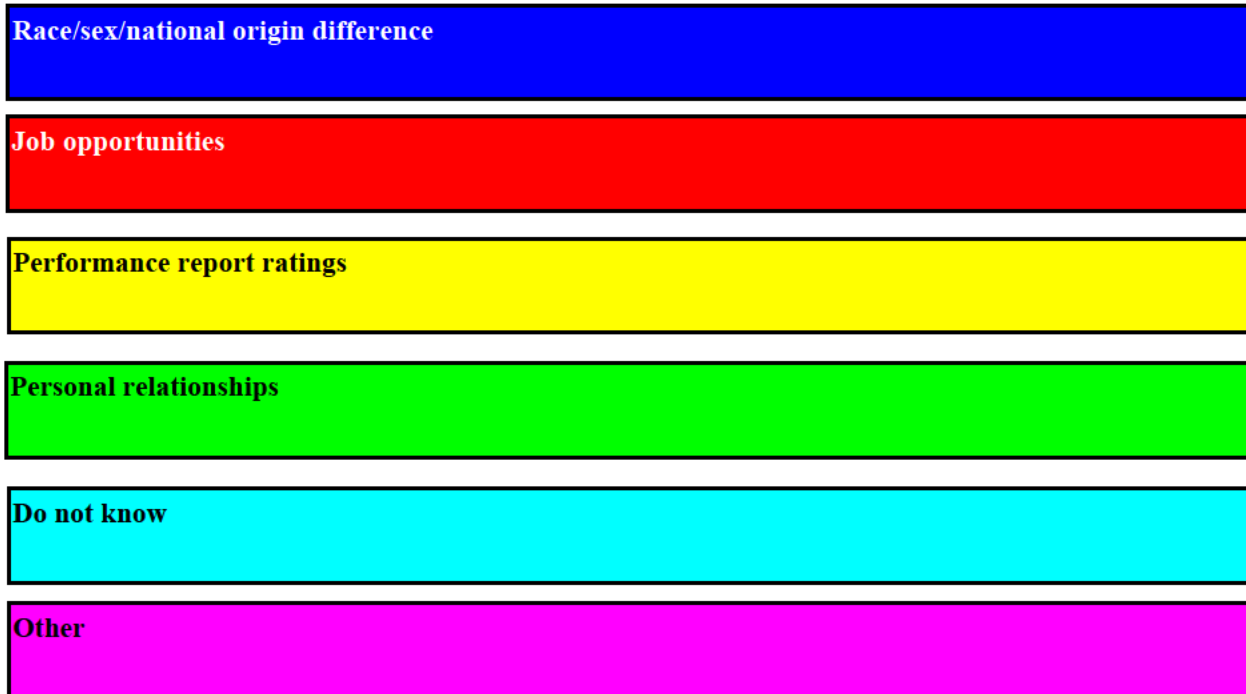 Race/sex/national origin difference
Job opportunities
Performance report ratings
Personal relationships
Do not know
Other